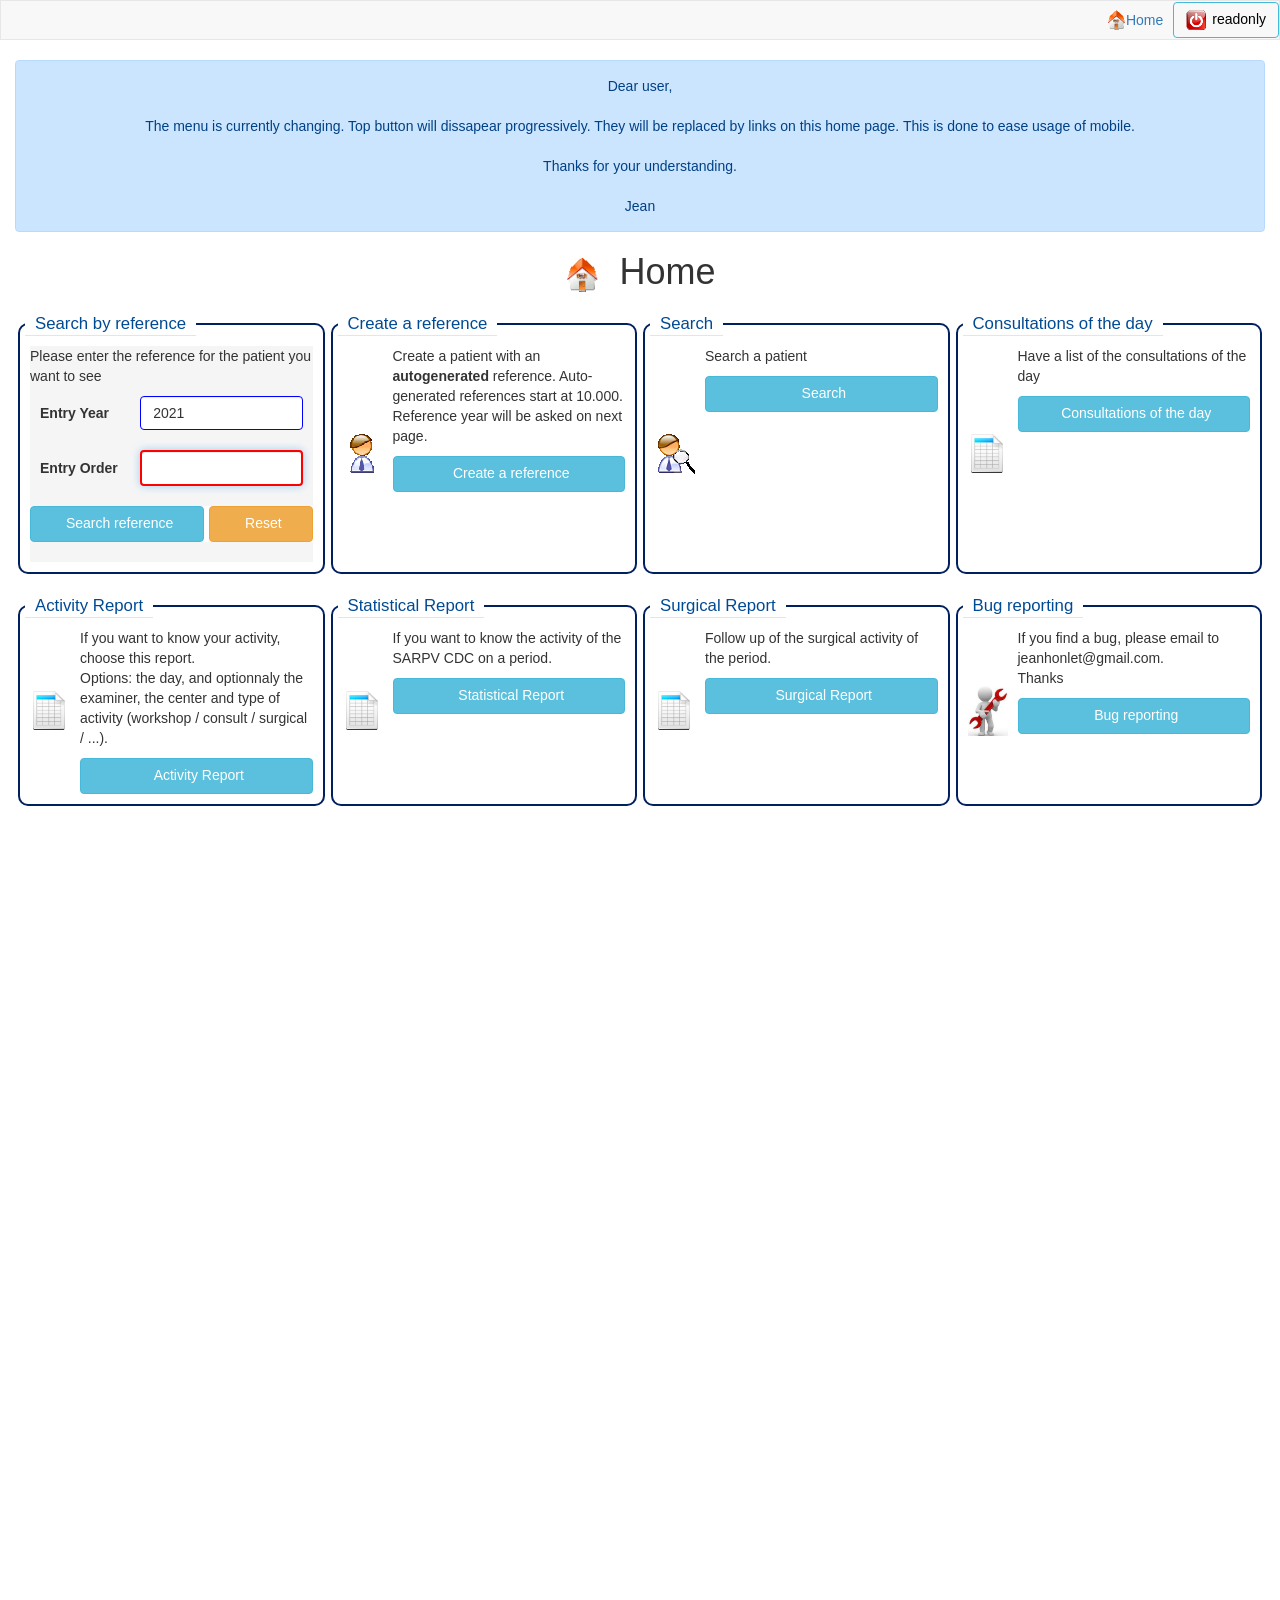 Home
readonly
Dear user,
The menu is currently changing. Top button will dissapear progressively. They will be replaced by links on this home page. This is done to ease usage of mobile.
Thanks for your understanding.
Jean
Home
Search by reference
Please enter the reference for the patient you
want to see
Entry Year
2021
Entry Order
Search reference
Reset
Create a reference
Create a patient with an
autogenerated reference. Auto-
generated references start at 10.000.
Reference year will be asked on next
page.
Create a reference
Search
Search a patient
Search
Consultations of the day
Have a list of the consultations of the
day
Consultations of the day
Activity Report
If you want to know your activity,
choose this report.
Options: the day, and optionnaly the
examiner, the center and type of
activity (workshop / consult / surgical
/ ...).
Activity Report
Statistical Report
If you want to know the activity of the
SARPV CDC on a period.
Statistical Report
Surgical Report
Follow up of the surgical activity of
the period.
Surgical Report
Bug reporting
If you find a bug, please email to
jeanhonlet@gmail.com.
Thanks
Bug reporting